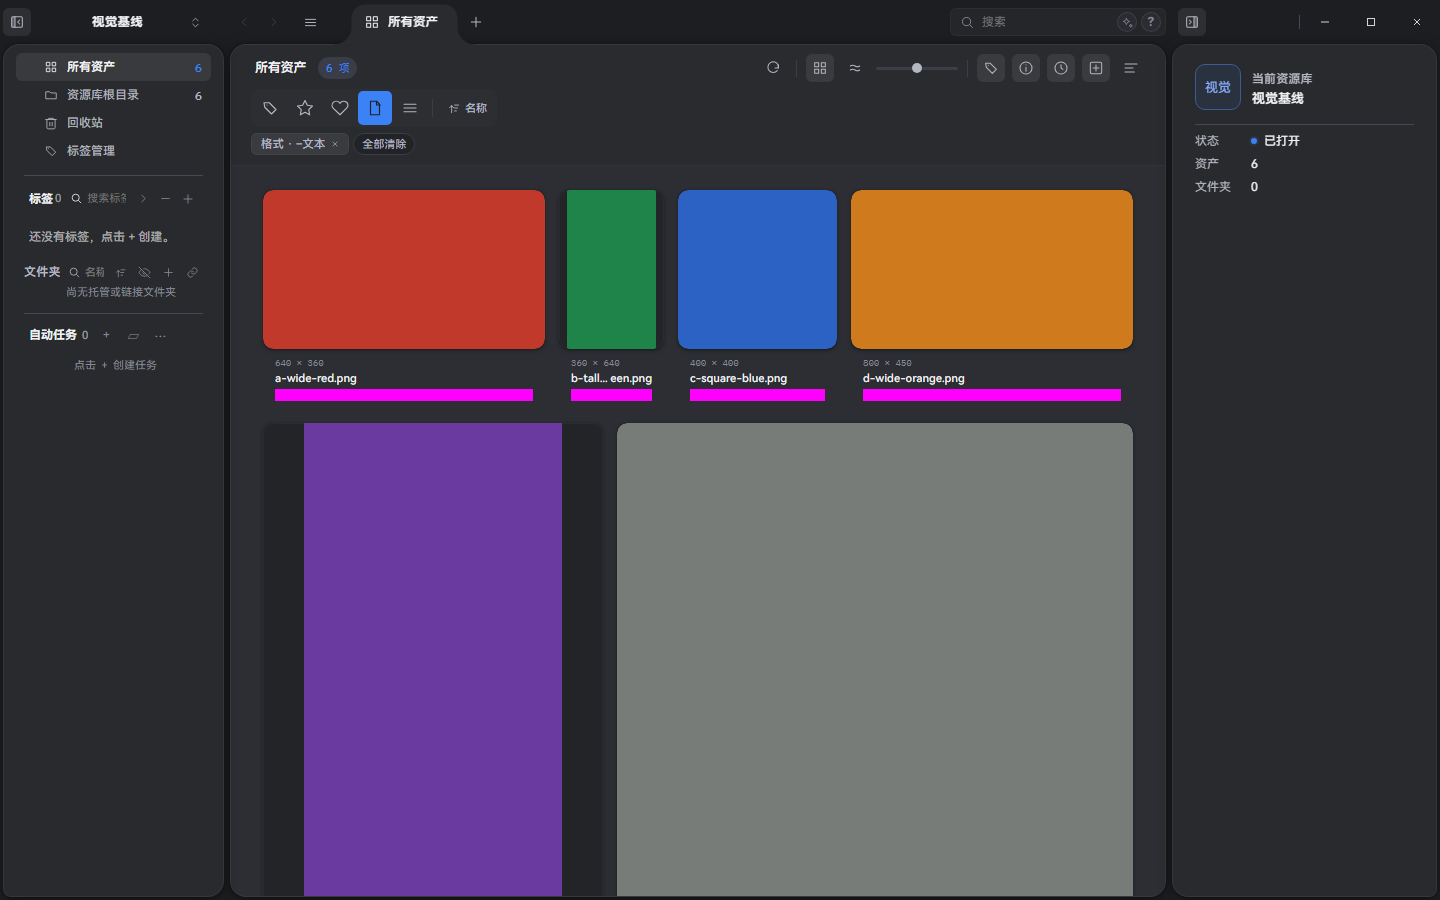 视觉基线
所有资产
搜索
?
所有资产 6
资源库根目录 6
回收站
标签管理
标签 0 搜索标签
还没有标签，点击 + 创建。
文件夹 名称
尚无托管或链接文件夹
自动任务 0 + ...
点击 + 创建任务
所有资产 6 项
名称
格式 · −文本 ×
全部清除
640 × 360
a-wide-red.png
360 × 640
b-tall... een.png
400 × 400
c-square-blue.png
800 × 450
d-wide-orange.png
视觉
当前资源库
视觉基线
状态 已打开
资产 6
文件夹 0